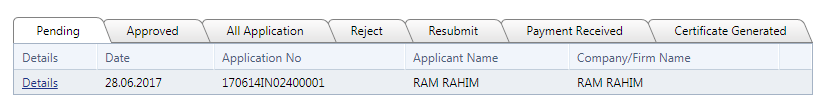 Pending Approved All Application Reject Resubmit Payment Received Certificate Generated
Details Date Application No Applicant Name Company/Firm Name
Details 28.06.2017 170614IN02400001 RAM RAHIM RAM RAHIM